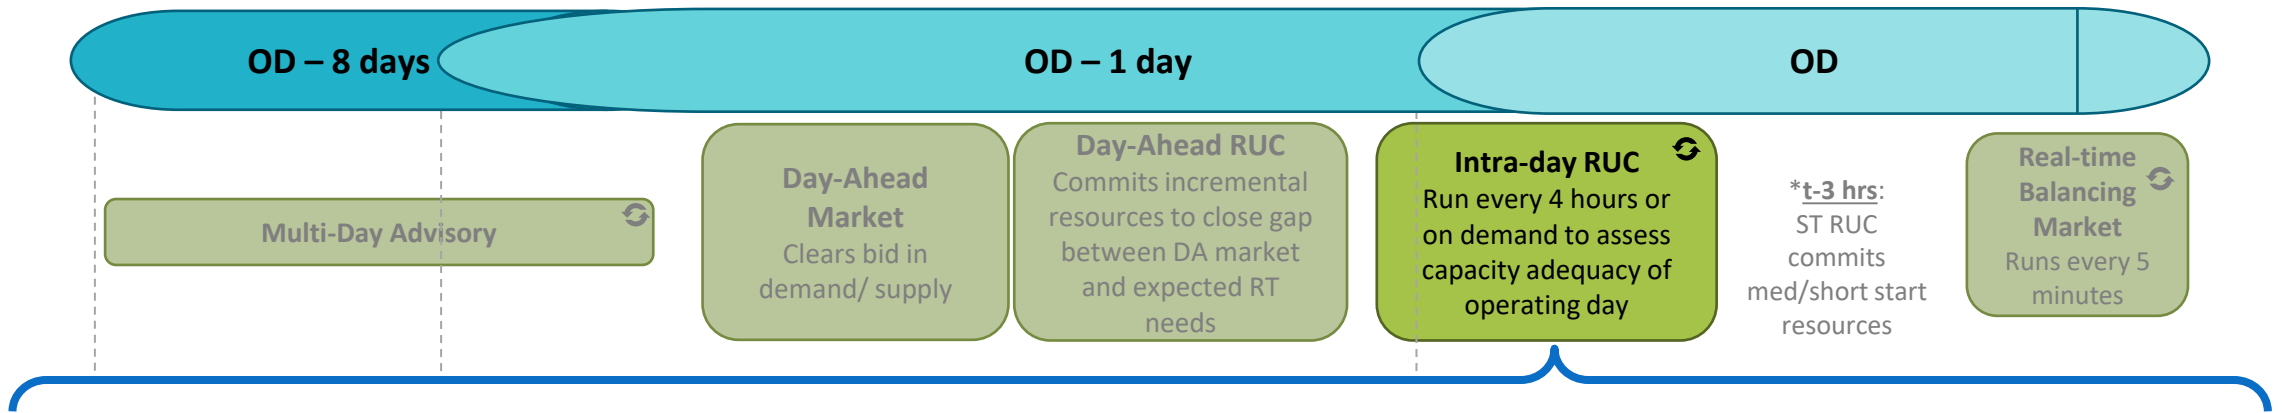 OD – 8 days
OD – 1 day
OD
Multi-Day Advisory
Day-Ahead
Market
Clears bid in
demand/ supply
Day-Ahead RUC
Commits incremental
resources to close gap
between DA market
and expected RT
needs
Intra-day RUC
Run every 4 hours or
on demand to assess
capacity adequacy of
operating day
*t-3 hrs:
ST RUC
commits
med/short start
resources
Real-time
Balancing
Market
Runs every 5
minutes